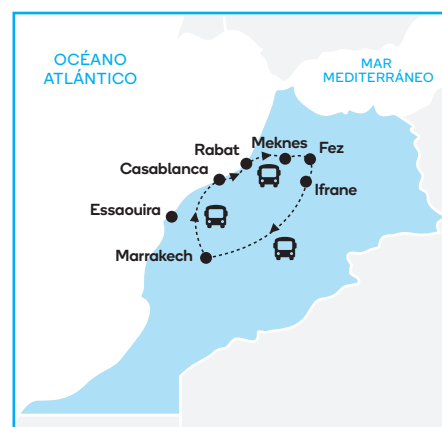 OCÉANO
ATLÁNTICO
MAR
MEDITERRÁNEO
Rabat
Meknes
Fez
Casablanca
Ifrane
Essaouira
Marrakech